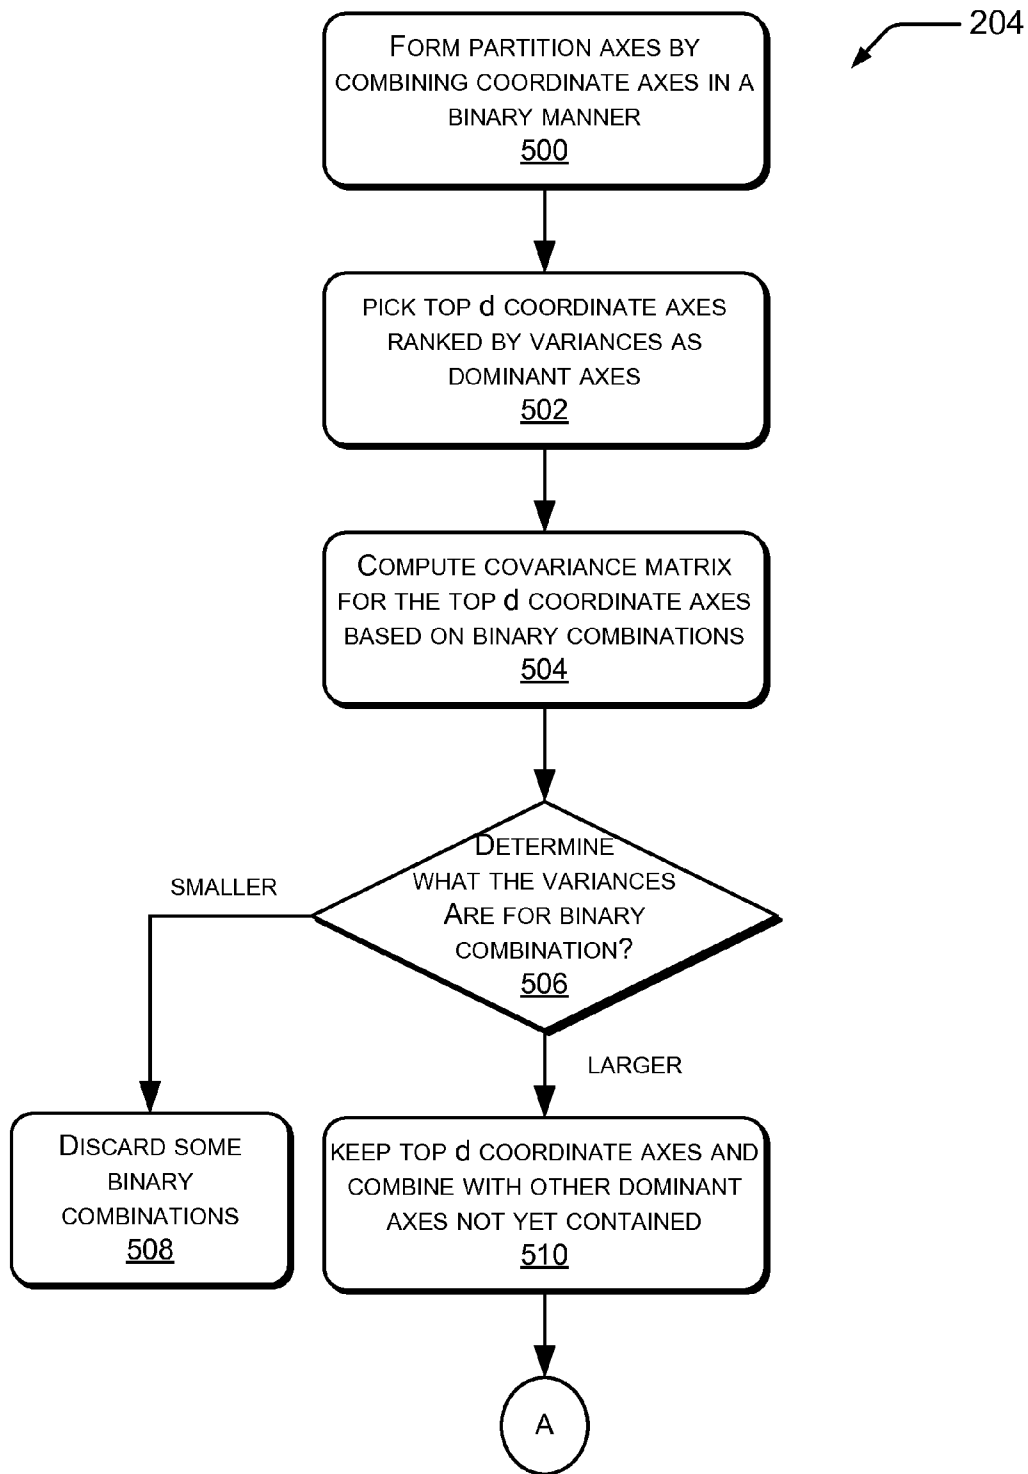 204
FORM PARTITION AXES BY
COMBINING COORDINATE AXES IN A
BINARY MANNER
500
PICK TOP d COORDINATE AXES
RANKED BY VARIANCES AS
DOMINANT AXES
502
COMPUTE COVARIANCE MATRIX
FOR THE TOP d COORDINATE AXES
BASED ON BINARY COMBINATIONS
504
DETERMINE
WHAT THE VARIANCES
ARE FOR BINARY
COMBINATION?
506
SMALLER
LARGER
DISCARD SOME
BINARY
COMBINATIONS
508
KEEP TOP d COORDINATE AXES AND
COMBINE WITH OTHER DOMINANT
AXES NOT YET CONTAINED
510
A